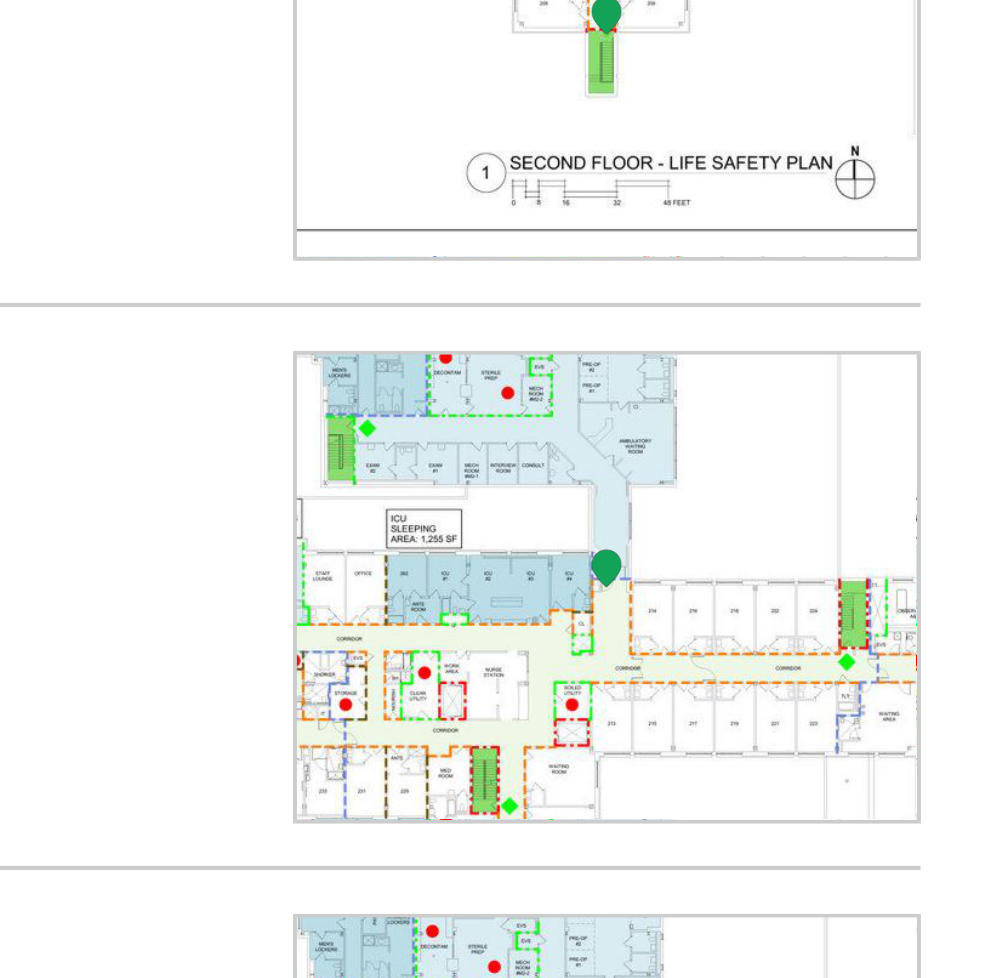 208
209
1
SECOND FLOOR - LIFE SAFETY PLAN
N
0 8 16 32 48 FEET
MEN'S
LOCKERS
DECONTAM
STERILE
PREP
EVS
MECH
ROOM
#M2-2
PRE-OP
#2
PRE-OP
#1
AMBULATORY
WAITING
ROOM
EXAM
#2
EXAM
#1
MECH
ROOM
#M2-1
INTERVIEW
ROOM
CONSULT
ICU
SLEEPING
AREA: 1,255 SF
STAFF
LOUNGE
OFFICE
ICU
#1
ICU
#2
ICU
#3
ICU
#4
ANTE
ROOM
CL
214
216
218
222
224
EVS
CORRIDOR
CORRIDOR
CORRIDOR
EVS
SHOWER
STORAGE
NOURISH
CLEAN
UTILITY
WORK
AREA
NURSE
STATION
SOILED
UTILITY
213
215
217
219
221
223
TLT
WAITING
AREA
CORRIDOR
ANTE
MED
ROOM
WAITING
ROOM
233
231
229
MEN'S
LOCKERS
LOCKERS
DECONTAM
STERILE
PREP
EVS
EVS
MECH
ROOM
#M2-2
PRE-OP
#2
PRE-OP
#1